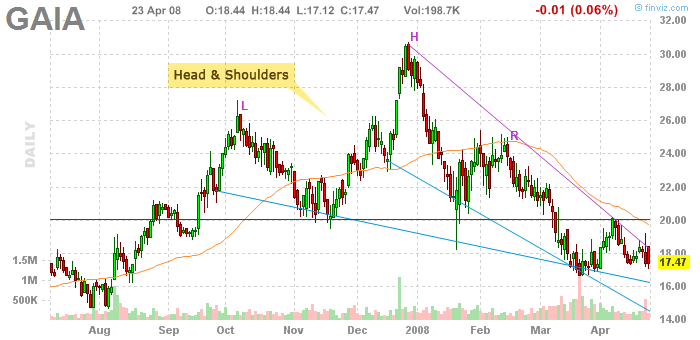 GAIA
23 Apr 08 O:18.44 H:18.44 L:17.12 C:17.47 Vol:198.7K -0.01 (0.06%)
© finviz.com
DAILY
Head & Shoulders
L
H
R
32.00
30.00
28.00
26.00
24.00
22.00
20.00
18.00
17.47
16.00
14.00
1.5M
1M
500K
Aug Sep Oct Nov Dec 2008 Feb Mar Apr